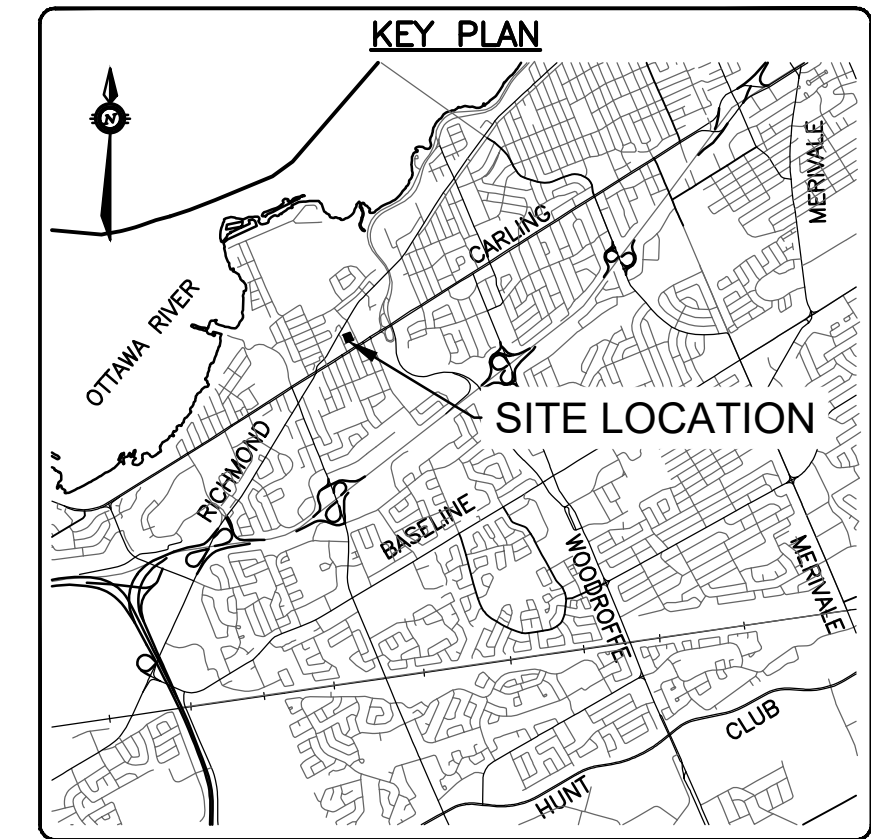 KEY PLAN
N
MERIVALE
CARLING
OTTAWA RIVER
SITE LOCATION
RICHMOND
BASELINE
WOODROFFE
MERIVALE
CLUB
HUNT